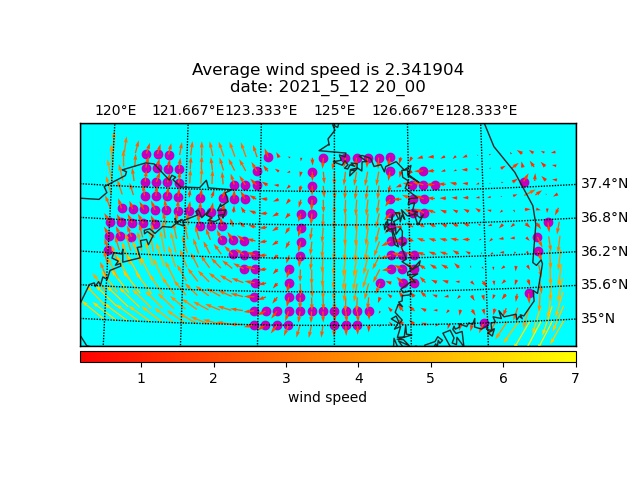 Average wind speed is 2.341904
date: 2021_5_12 20_00
120°E 121.667°E 123.333°E 125°E 126.667°E 128.333°E
37.4°N
36.8°N
36.2°N
35.6°N
35°N
1 2 3 4 5 6 7
wind speed